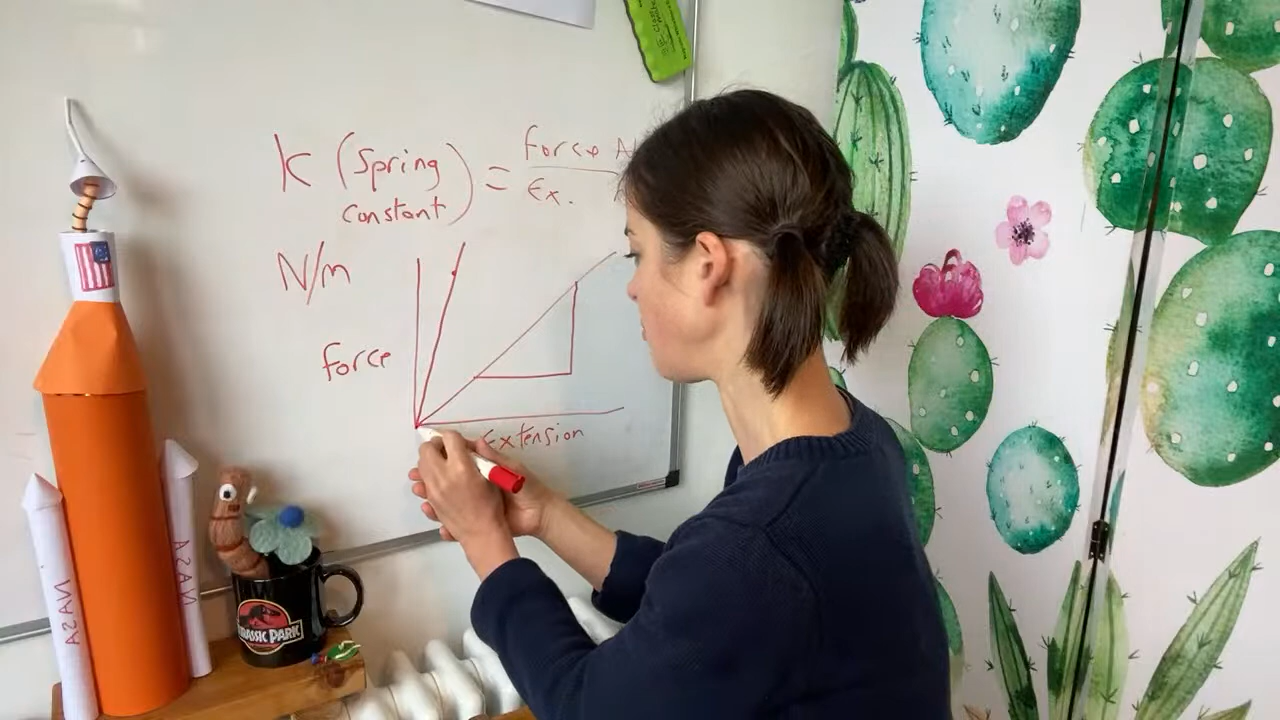 K (Spring constant) = Force
Ex.
N/m
Force
Extension
NASA
NASA
JURASSIC PARK